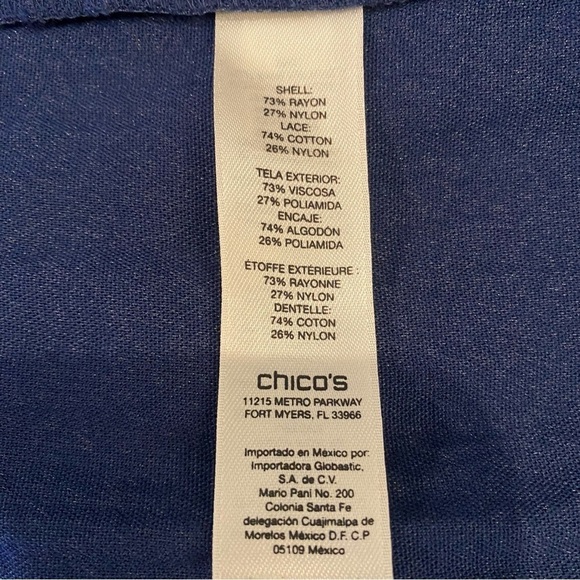 SHELL:
73% RAYON
27% NYLON
LACE:
74% COTTON
26% NYLON
TELA EXTERIOR:
73% VISCOSA
27% POLIAMIDA
ENCAJE:
74% ALGODÓN
26% POLIAMIDA
ÉTOFFE EXTÉRIEURE :
73% RAYONNE
27% NYLON
DENTELLE:
74% COTON
26% NYLON
chico's
11215 METRO PARKWAY
FORT MYERS, FL 33966
Importado en México por:
Importadora Globastic,
S.A. de C.V.
Mario Pani No. 200
Colonia Santa Fe
delegación Cuajimalpa de
Morelos México D.F. C.P
05109 México